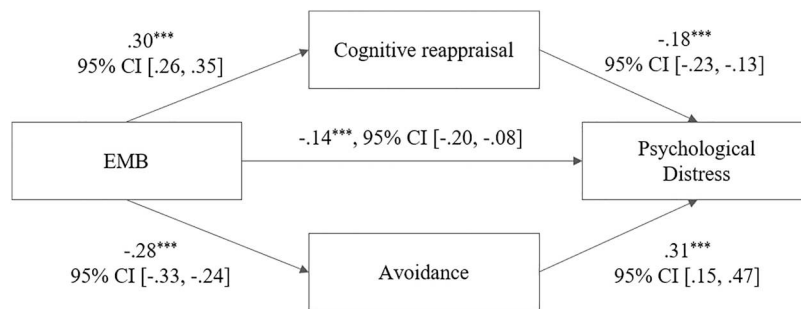 .30***
95% CI [.26, .35]
Cognitive reappraisal
-.18***
95% CI [-.23, -.13]
EMB
-.14***, 95% CI [-.20, -.08]
Psychological
Distress
-.28***
95% CI [-.33, -.24]
Avoidance
.31***
95% CI [.15, .47]